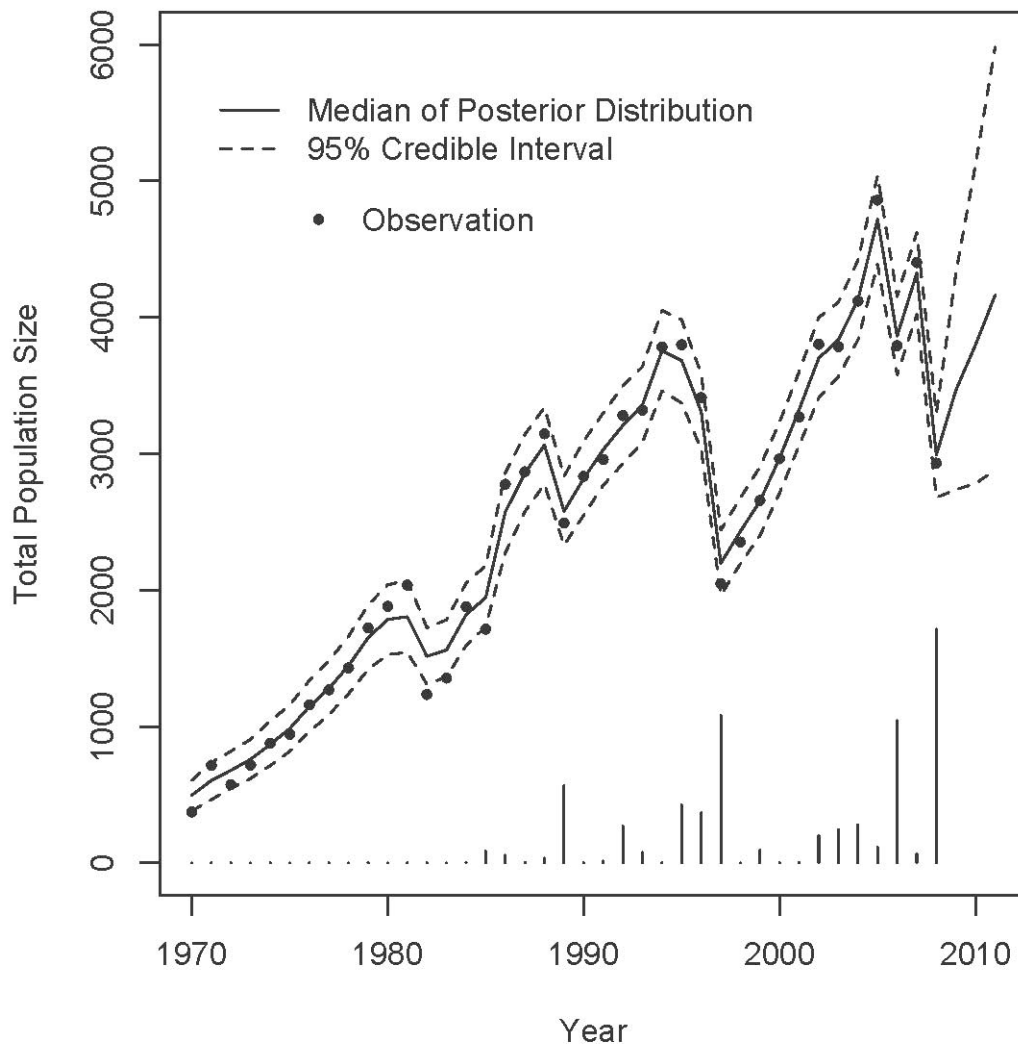 6000
5000
4000
3000
2000
1000
0
Total Population Size
Median of Posterior Distribution
95% Credible Interval
Observation
1970
1980
1990
2000
2010
Year